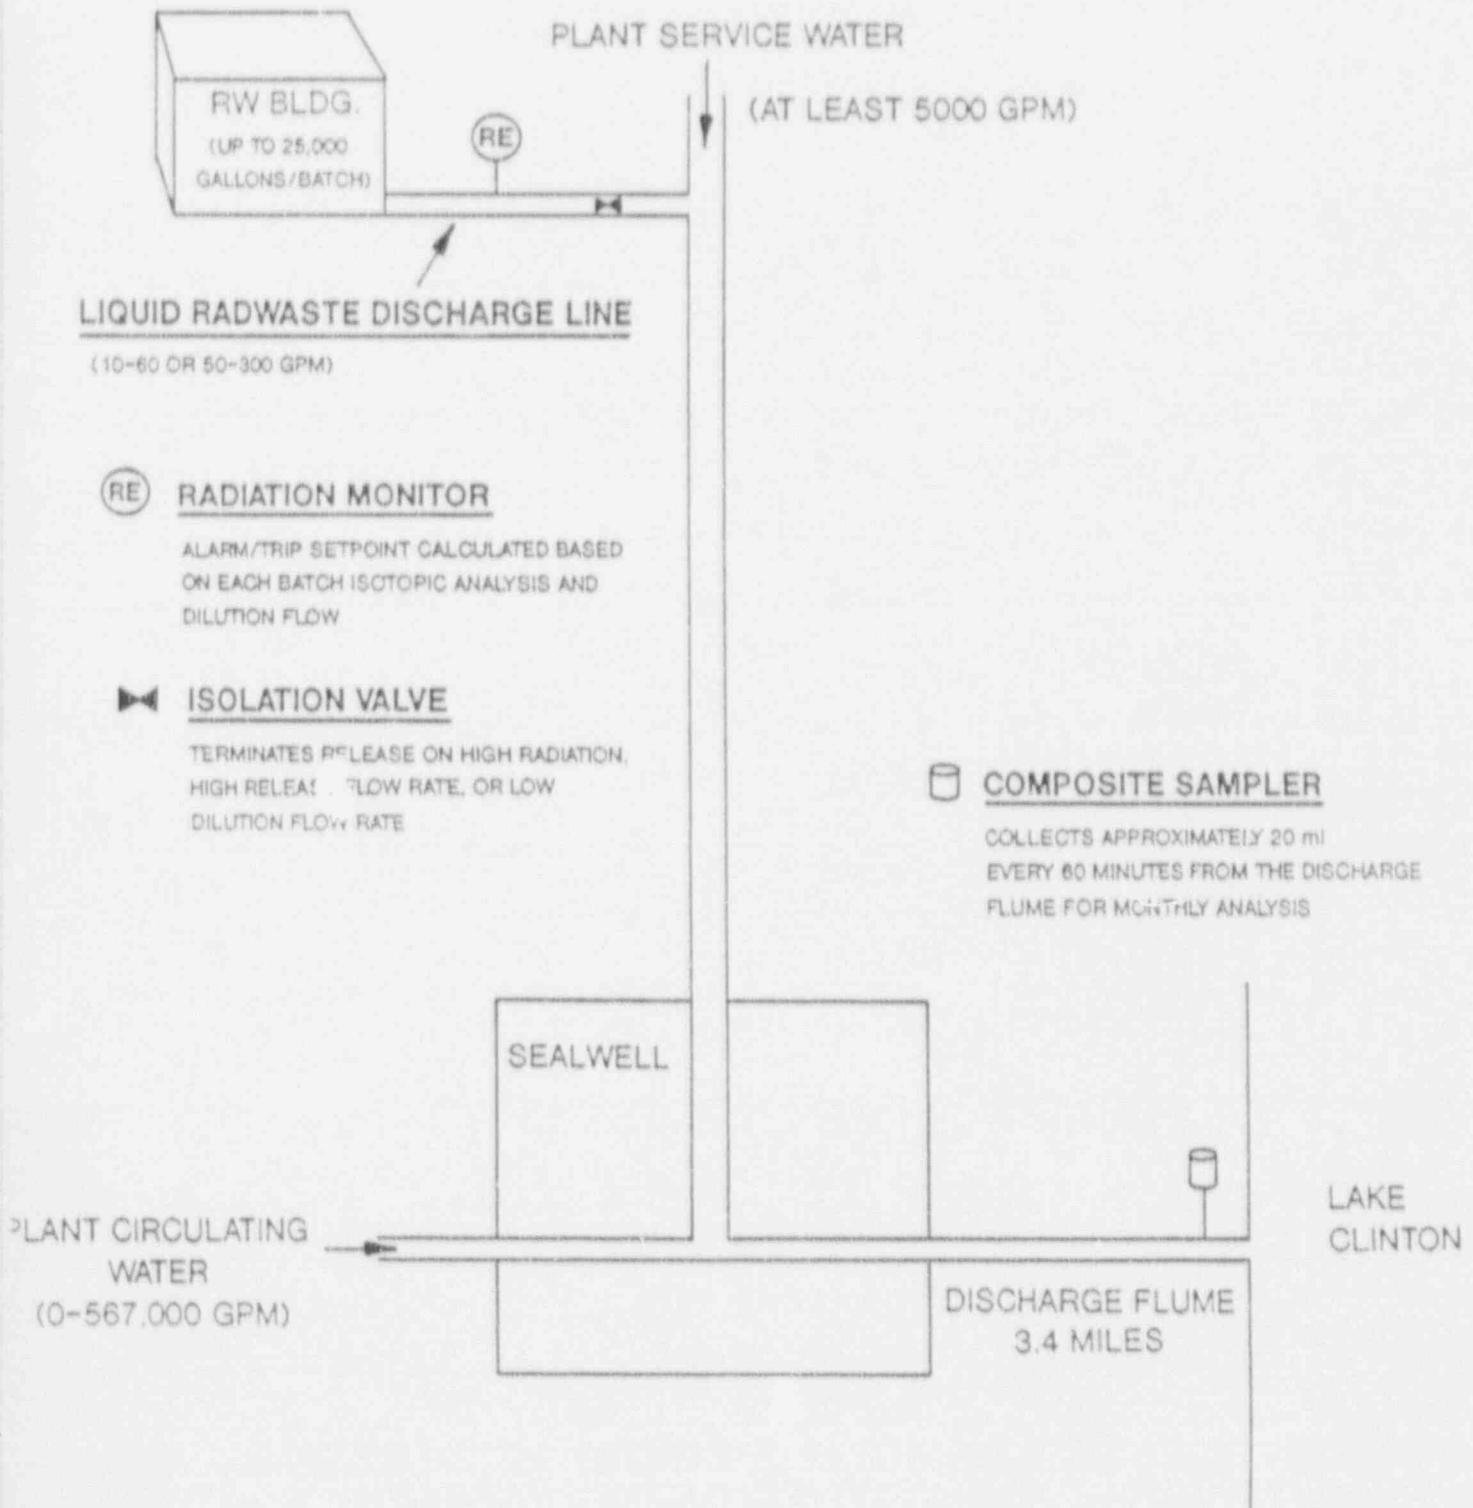 PLANT SERVICE WATER
(AT LEAST 5000 GPM)
RW BLDG.
(UP TO 25,000
GALLONS/BATCH)
RE
LIQUID RADWASTE DISCHARGE LINE
(10-60 OR 50-300 GPM)
RE RADIATION MONITOR
ALARM/TRIP SETPOINT CALCULATED BASED
ON EACH BATCH ISOTOPIC ANALYSIS AND
DILUTION FLOW
ISOLATION VALVE
TERMINATES RELEASE ON HIGH RADIATION,
HIGH RELEAS FLOW RATE, OR LOW
DILUTION FLOW RATE
COMPOSITE SAMPLER
COLLECTS APPROXIMATELY 20 ml
EVERY 60 MINUTES FROM THE DISCHARGE
FLUME FOR MONTHLY ANALYSIS
SEALWELL
PLANT CIRCULATING
WATER
(0-567,000 GPM)
DISCHARGE FLUME
3.4 MILES
LAKE
CLINTON